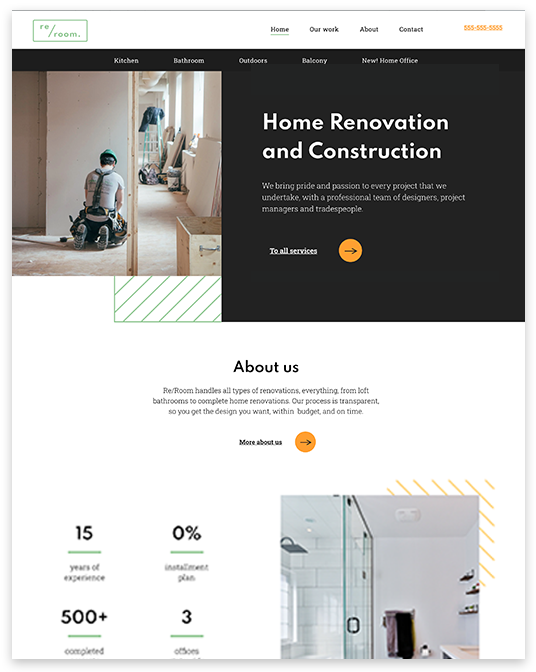 re/
room.
Home Our work About Contact
555-555-5555
Kitchen Bathroom Outdoors Balcony New! Home Office
Home Renovation
and Construction
We bring pride and passion to every project that we
undertake, with a professional team of designers, project
managers and tradespeople.
To all services
About us
Re/Room handles all types of renovations, everything, from loft
bathrooms to complete home renovations. Our process is transparent,
so you get the design you want, within budget, and on time.
More about us
15 0%
years of installment
experience plan
500+ 3
completed offices